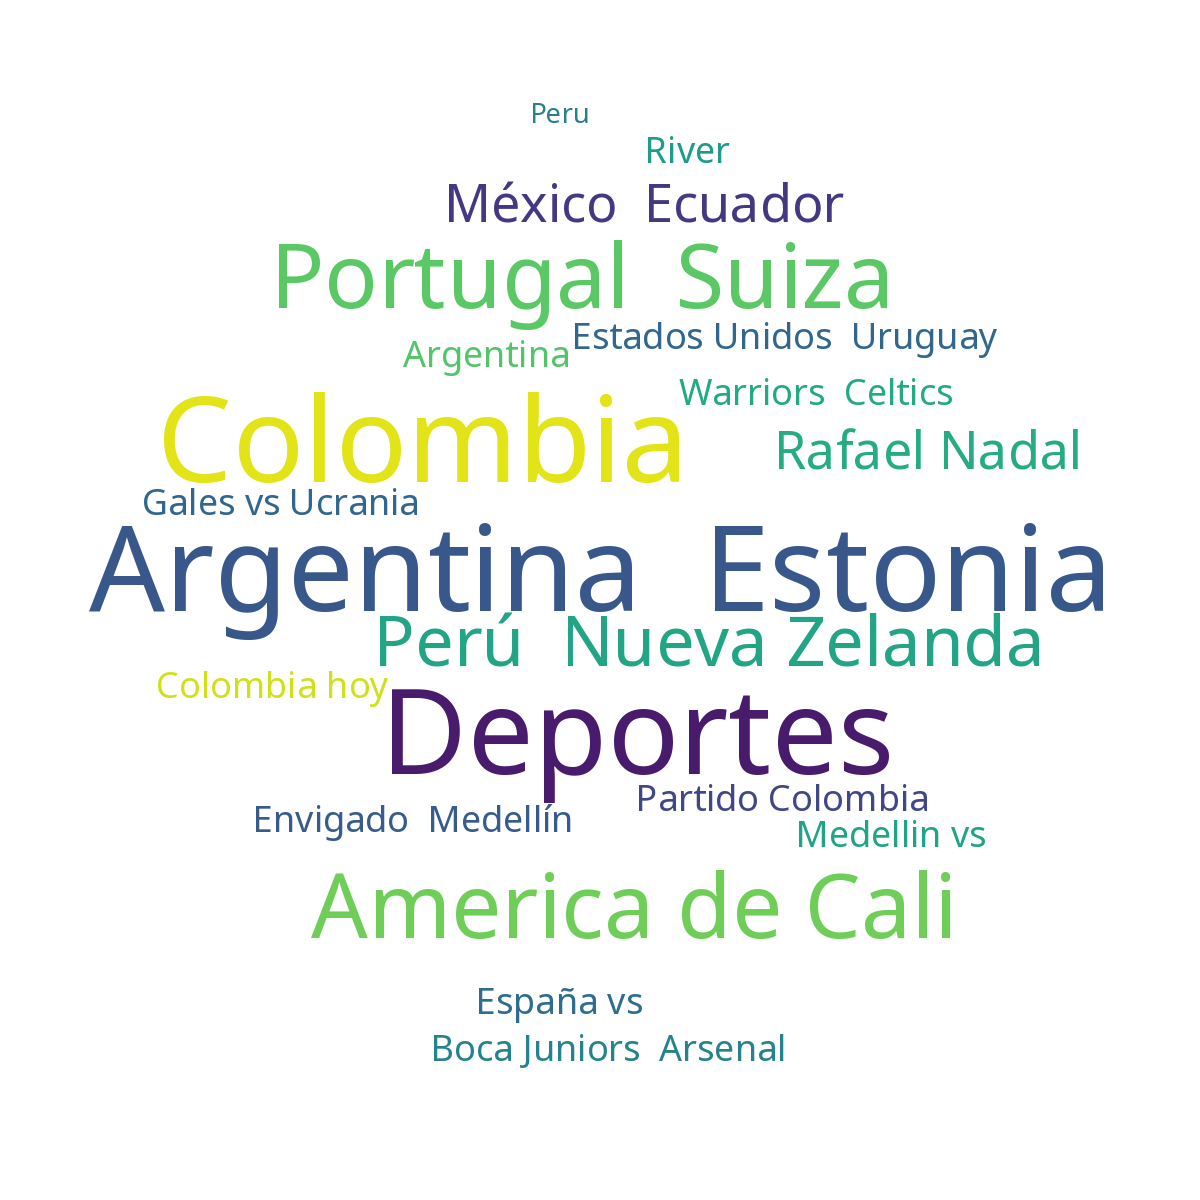 Peru
River
México Ecuador
Portugal Suiza
Estados Unidos Uruguay
Argentina
Warriors Celtics
Colombia
Rafael Nadal
Gales vs Ucrania
Argentina Estonia
Perú Nueva Zelanda
Colombia hoy
Deportes
Partido Colombia
Envigado Medellín
Medellin vs
America de Cali
España vs
Boca Juniors Arsenal